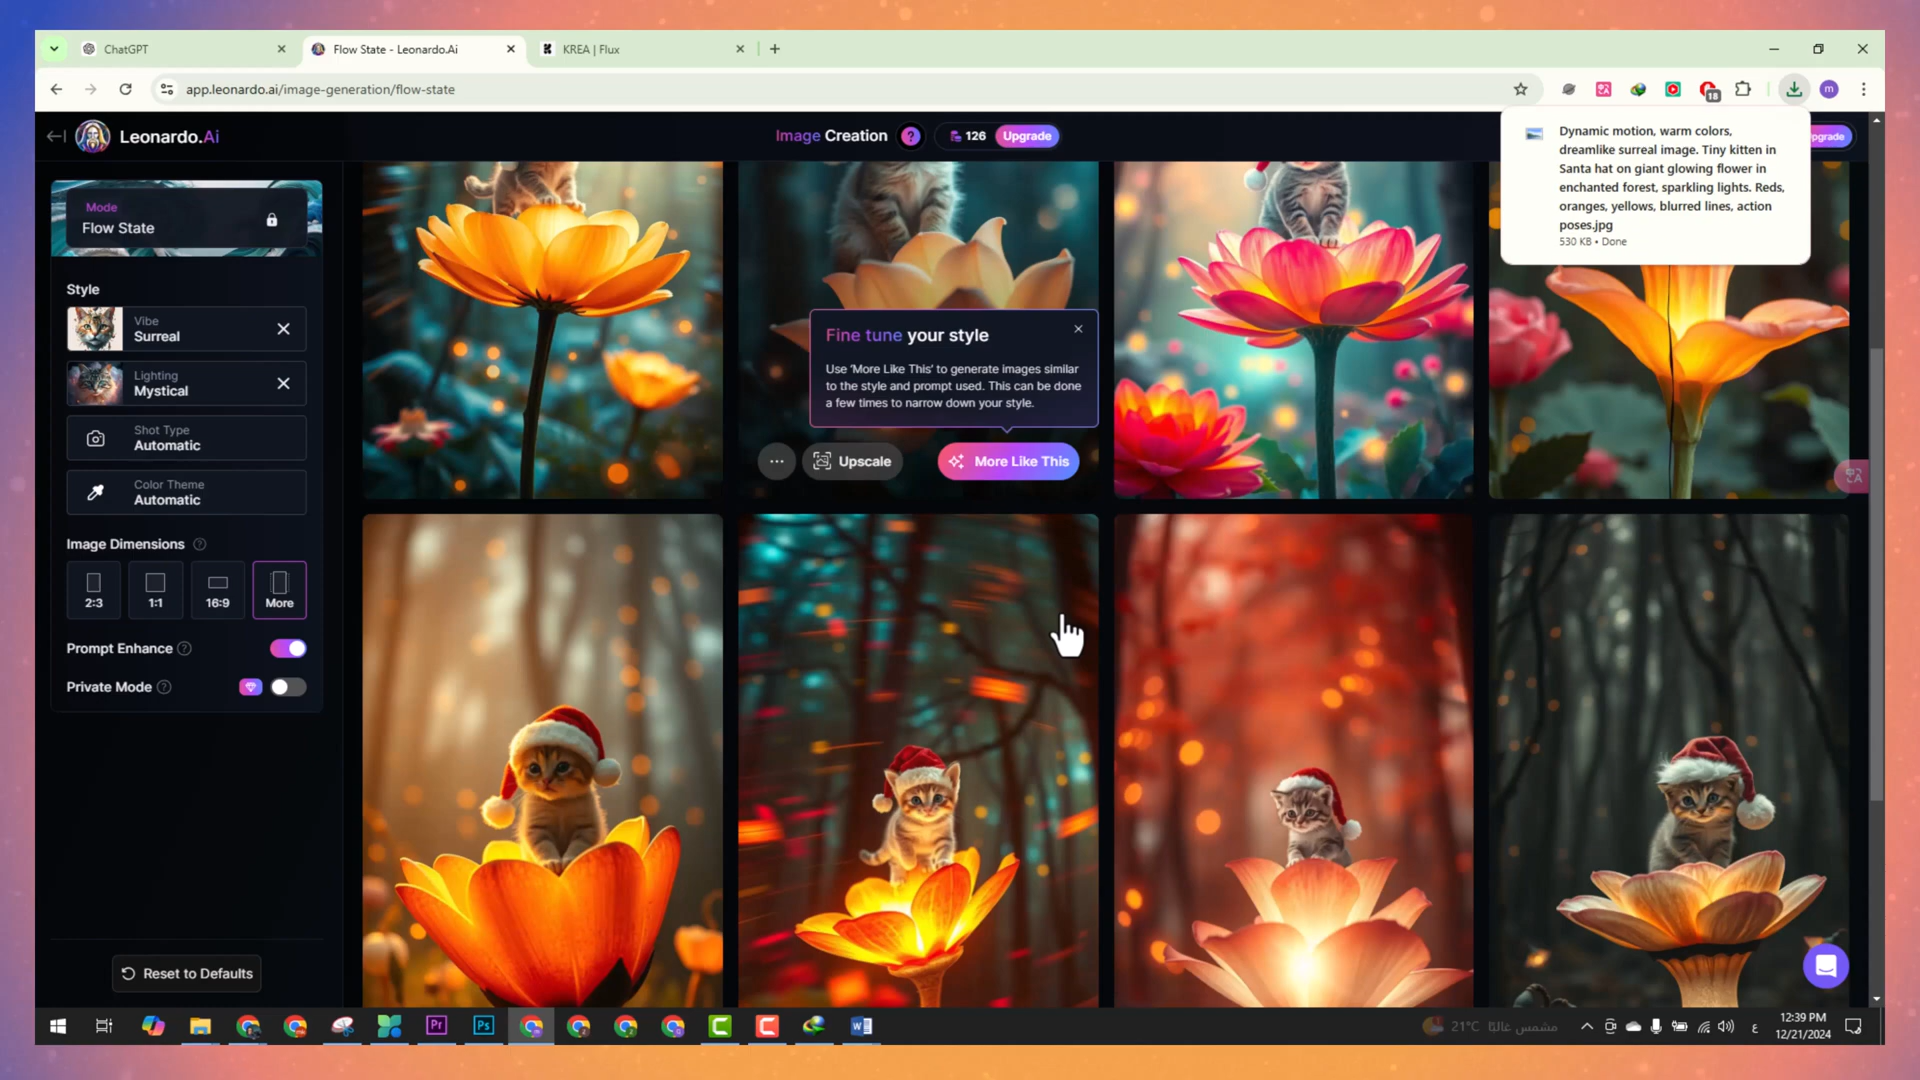 ChatGPT
Flow State - Leonardo.Ai
KREA | Flux
app.leonardo.ai/image-generation/flow-state
18
m
Leonardo.Ai
Image Creation
?
126
Upgrade
pgrade
Dynamic motion, warm colors,
dreamlike surreal image. Tiny kitten in
Santa hat on giant glowing flower in
enchanted forest, sparkling lights. Reds,
oranges, yellows, blurred lines, action
poses.jpg
530 KB • Done
Mode
Flow State
Style
Vibe
Surreal
Lighting
Mystical
Shot Type
Automatic
Color Theme
Automatic
Image Dimensions
2:3
1:1
16:9
More
Prompt Enhance
Private Mode
Reset to Defaults
Fine tune your style
Use 'More Like This' to generate images similar
to the style and prompt used. This can be done
a few times to narrow down your style.
Upscale
More Like This
Pr
Ps
21°C مشمس غالبًا
ع
12:39 PM
12/21/2024